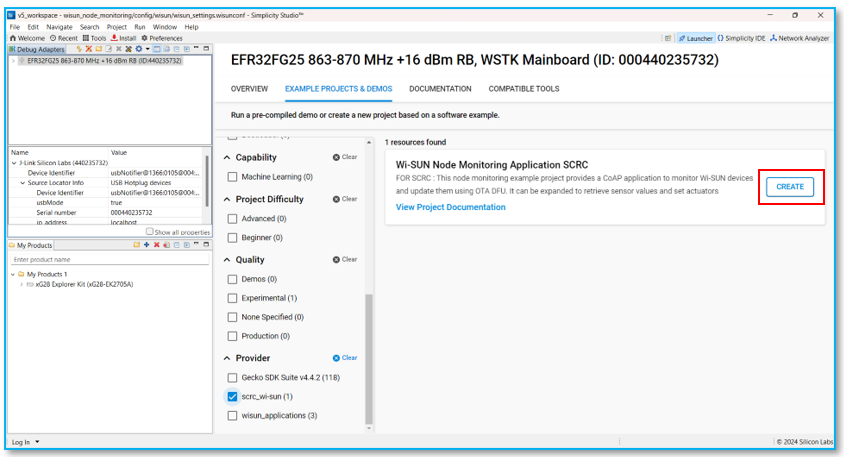 v5_workspace - wisun_node_monitoring/config/wisun/wisun_settings.wisunconf - Simplicity Studio™
File Edit Navigate Search Project Run Window Help
Welcome Recent Tools Install Preferences
Launcher {} Simplicity IDE Network Analyzer
Debug Adapters
EFR32FG25 863-870 MHz +16 dBm RB (ID:440235732)
Name Value
J-Link Silicon Labs (440235732)
Device Identifier usbNotifier@1366:0105@0004:...
Source Locator Info USB Hotplug devices
Device Identifier usbNotifier@1366:0105@0004:...
usbMode true
Serial number 000440235732
ip_address localhost
Show all properties
My Products
Enter product name
My Products 1
xG28 Explorer Kit (xG28-EK2705A)
EFR32FG25 863-870 MHz +16 dBm RB, WSTK Mainboard (ID: 000440235732)
OVERVIEW EXAMPLE PROJECTS & DEMOS DOCUMENTATION COMPATIBLE TOOLS
Run a pre-compiled demo or create a new project based on a software example.
Capability Clear
Machine Learning (0)
Project Difficulty Clear
Advanced (0)
Beginner (0)
Quality Clear
Demos (0)
Experimental (1)
None Specified (0)
Production (0)
Provider Clear
Gecko SDK Suite v4.4.2 (118)
scrc_wi-sun (1)
wisun_applications (3)
1 resources found
Wi-SUN Node Monitoring Application SCRC
FOR SCRC : This node monitoring example project provides a CoAP application to monitor Wi-SUN devices
and update them using OTA DFU. It can be expanded to retrieve sensor values and set actuators
View Project Documentation
CREATE
Log In
© 2024 Silicon Labs